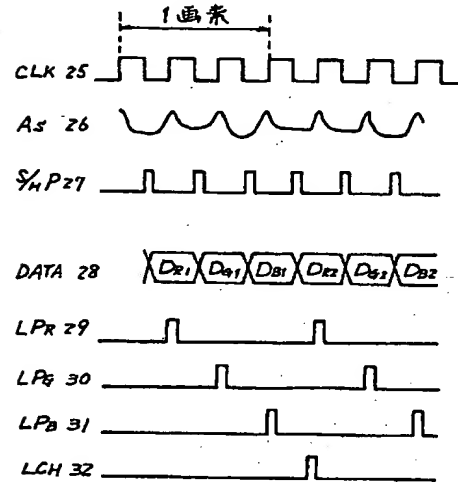 1画素
CLK 25
As 26
S/H P27
DATA 28 DR1 DG1 DB1 DR2 DG2 DB2
LPR 29
LPG 30
LPB 31
LCH 32